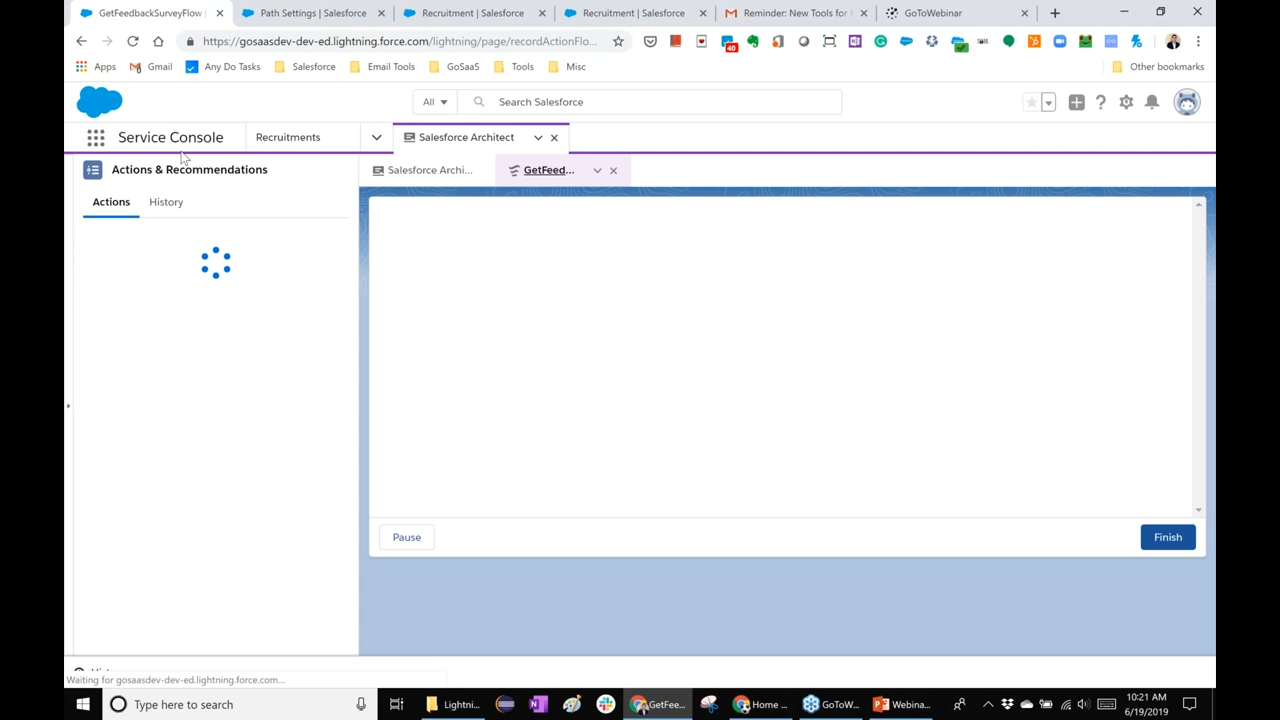 GetFeedbackSurveyFlow
Path Settings | Salesforce
Recruitment | Salesforce
Recruitment | Salesforce
Reminder: New Tools for
GoToWebinar
https://gosaasdev-dev-ed.lightning.force.com/lightning/page/recordActionFlo...
40
Apps
Gmail
Any Do Tasks
Salesforce
Email Tools
GoSaaS
Tools
Misc
Other bookmarks
All
Search Salesforce
Service Console
Recruitments
Salesforce Architect
Actions & Recommendations
Salesforce Archi...
GetFeed...
Actions
History
Pause
Finish
Waiting for gosaasdev-dev-ed.lightning.force.com...
Type here to search
Lightni...
GetFee...
Home ...
GoToW...
Webina...
10:21 AM
6/19/2019